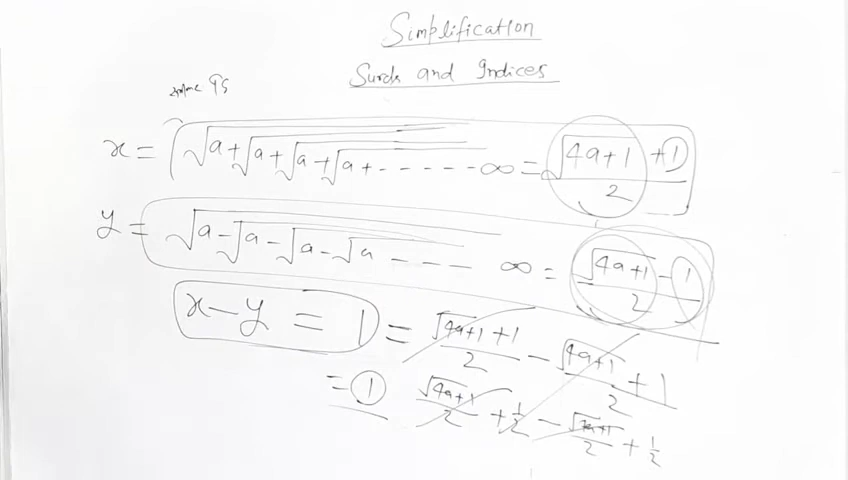 Simplification
Surds and Indices
x = √a+√a+√a+√a+ - - - - - - ∞ = √4a+1 +1 / 2
y = √a-√a-√a-√a - - - - - ∞ = √4a+1 - 1 / 2
x - y = 1 = √4a+1 +1 / 2 - √4a+1 / 2 + 1
= 1 √4a+1 / 2 + 1/2 - √4a+1 / 2 + 1/2